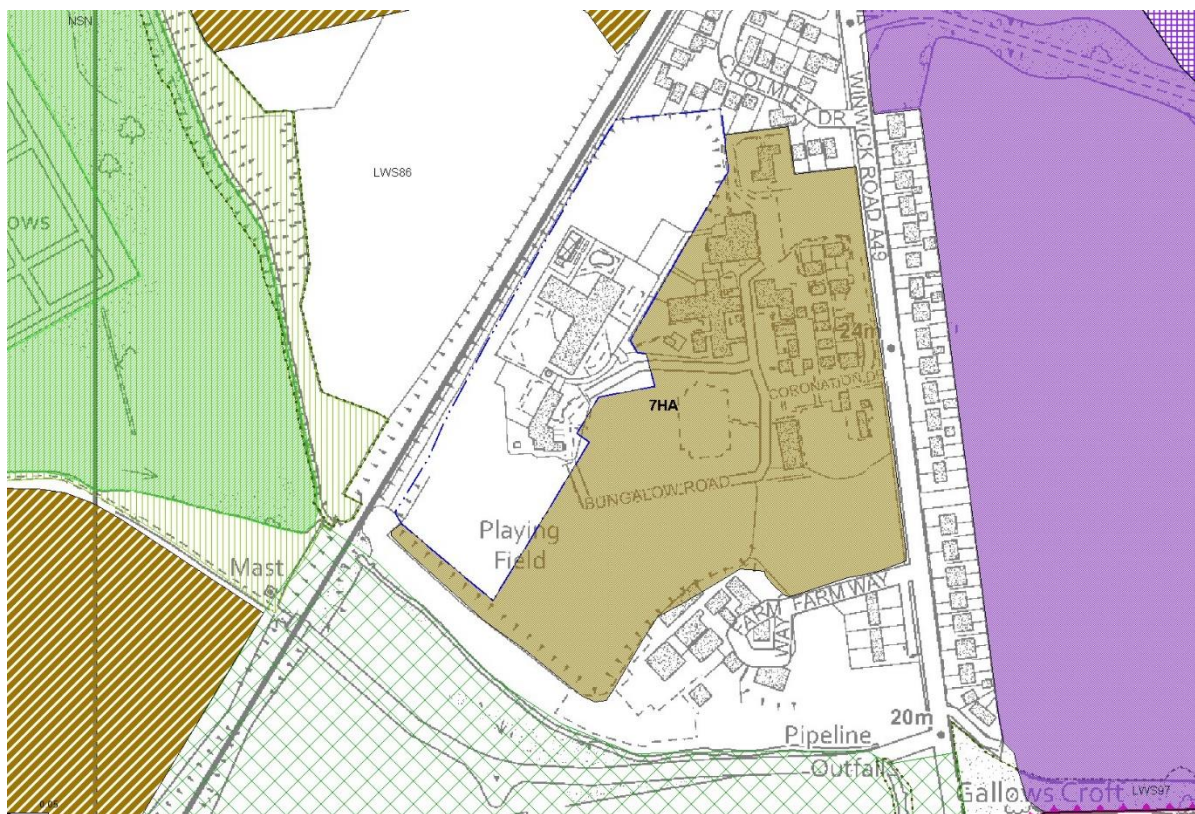 NSN
CHOLMLEY DR
WINWICK ROAD A49
LWS86
ows
24m
CORONATION DR
7HA
BUNGALOW ROAD
Playing
Field
Mast
FARM WAY
FARM WAY
20m
Pipeline
Outfall
Gallows Croft
LWS97